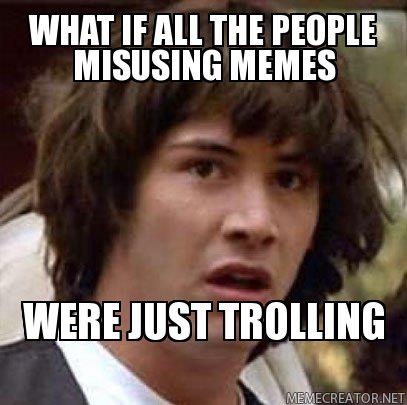 WHAT IF ALL THE PEOPLE
MISUSING MEMES
WERE JUST TROLLING
MEMECREATOR.NET